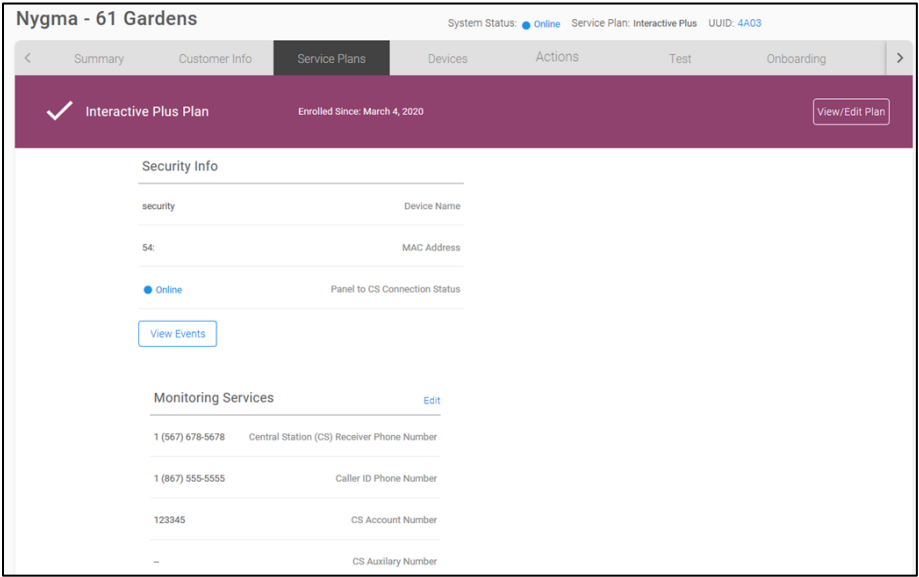 Nygma - 61 Gardens
System Status: Online Service Plan: Interactive Plus UUID: 4A03
Summary Customer Info Service Plans Devices Actions Test Onboarding
Interactive Plus Plan Enrolled Since: March 4, 2020 View/Edit Plan
Security Info
security Device Name
54: MAC Address
Online Panel to CS Connection Status
View Events
Monitoring Services Edit
1 (567) 678-5678 Central Station (CS) Receiver Phone Number
1 (867) 555-5555 Caller ID Phone Number
123345 CS Account Number
– CS Auxilary Number